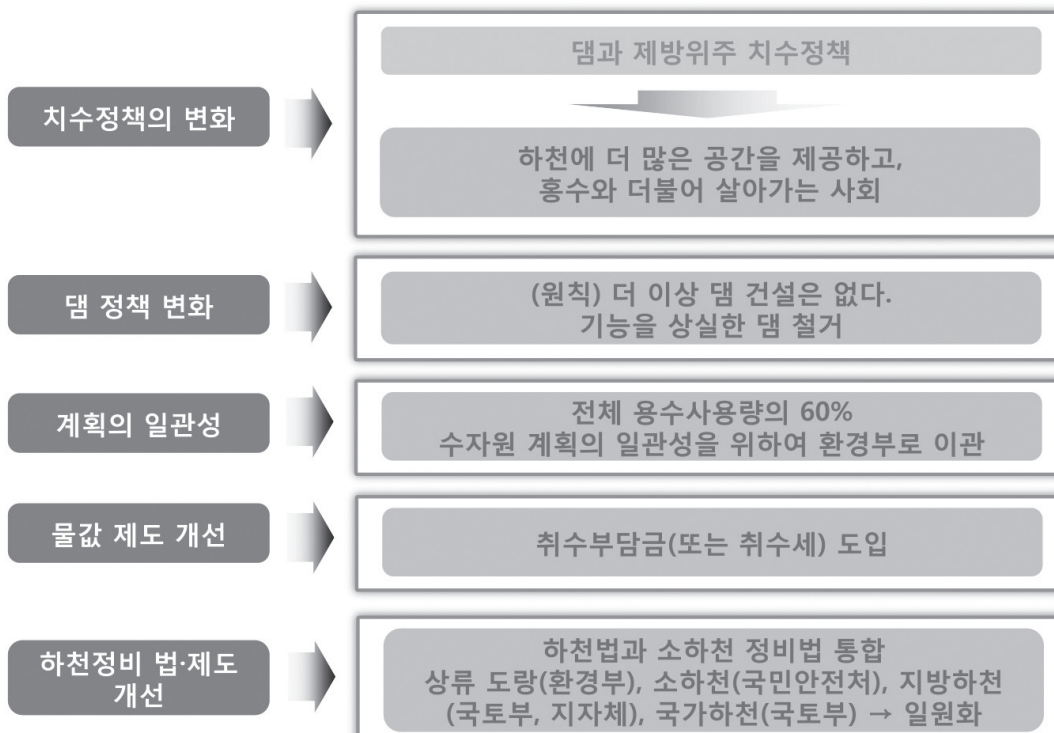 치수정책의 변화
댐과 제방위주 치수정책
하천에 더 많은 공간을 제공하고,
홍수와 더불어 살아가는 사회
댐 정책 변화
(원칙) 더 이상 댐 건설은 없다.
기능을 상실한 댐 철거
계획의 일관성
전체 용수사용량의 60%
수자원 계획의 일관성을 위하여 환경부로 이관
물값 제도 개선
취수부담금(또는 취수세) 도입
하천정비 법·제도
개선
하천법과 소하천 정비법 통합
상류 도랑(환경부), 소하천(국민안전처), 지방하천
(국토부, 지자체), 국가하천(국토부) → 일원화